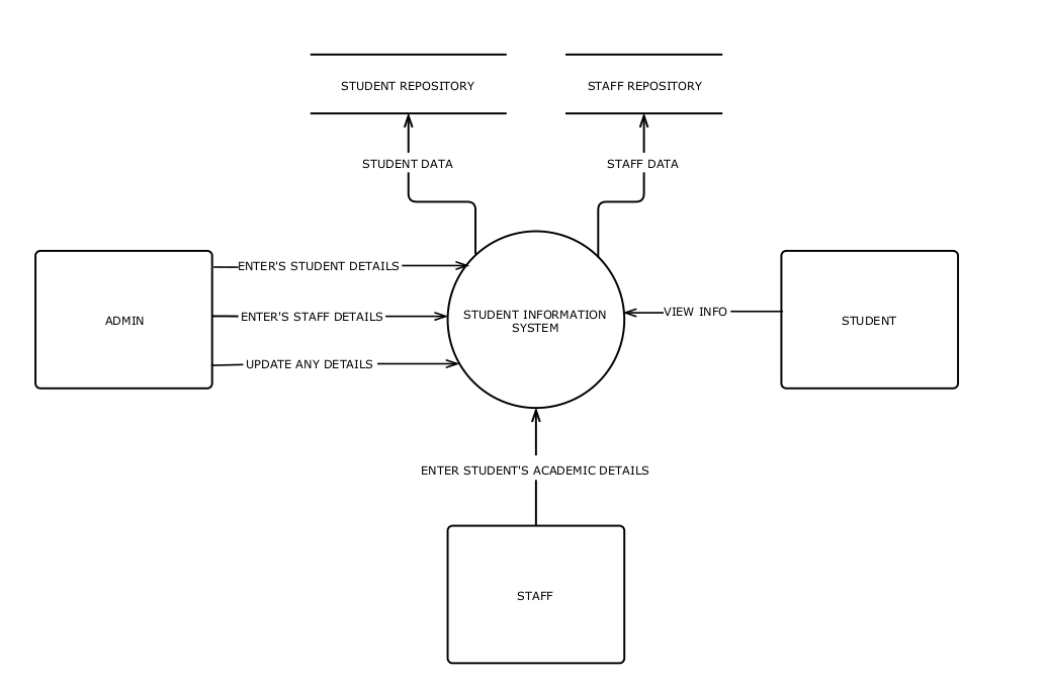 STUDENT REPOSITORY
STAFF REPOSITORY
STUDENT DATA
STAFF DATA
ENTER'S STUDENT DETAILS
ADMIN
ENTER'S STAFF DETAILS
UPDATE ANY DETAILS
STUDENT INFORMATION
SYSTEM
VIEW INFO
STUDENT
ENTER STUDENT'S ACADEMIC DETAILS
STAFF